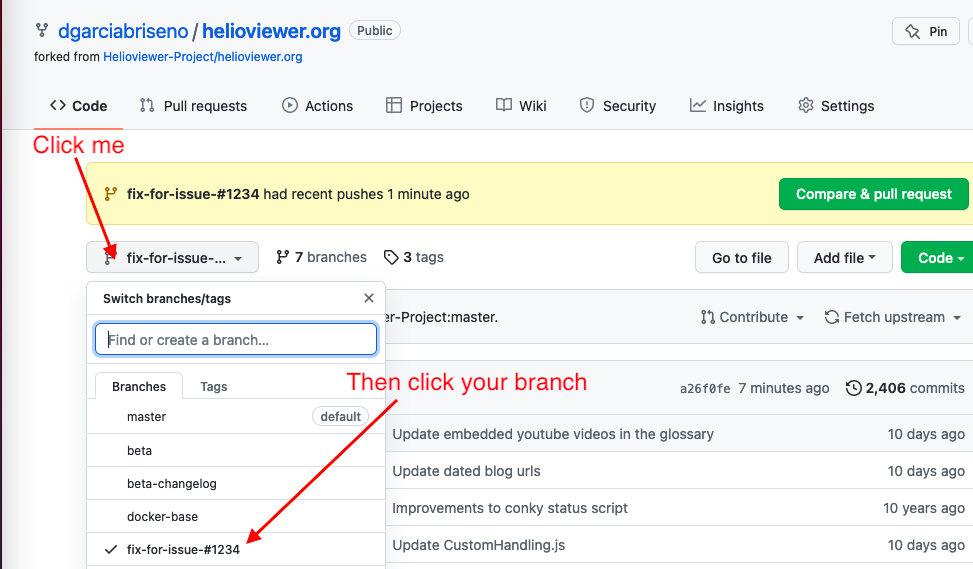 dgarciabriseno / helioviewer.org Public
Pin
forked from Helioviewer-Project/helioviewer.org
Code Pull requests Actions Projects Wiki Security Insights Settings
Click me
fix-for-issue-#1234 had recent pushes 1 minute ago
Compare & pull request
fix-for-issue-... 7 branches 3 tags
Go to file Add file Code
Switch branches/tags
er-Project:master.
Contribute Fetch upstream
Find or create a branch...
Branches Tags
Then click your branch
a26f0fe 7 minutes ago 2,406 commits
master default
Update embedded youtube videos in the glossary 10 days ago
beta
Update dated blog urls 10 days ago
beta-changelog
Improvements to conky status script 10 years ago
docker-base
Update CustomHandling.js 10 days ago
fix-for-issue-#1234